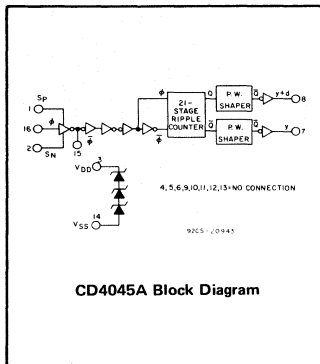 1
Sp
16
φ
2
SN
15
φ̄
φ
φ̄
21-
STAGE
RIPPLE
COUNTER
Q
Q̄
P. W.
SHAPER
P. W.
SHAPER
Q̄
Q̄
y+d
8
y
7
VDD
3
VSS
14
4,5,6,9,10,11,12,13=NO CONNECTION
92CS-20943
CD4045A Block Diagram